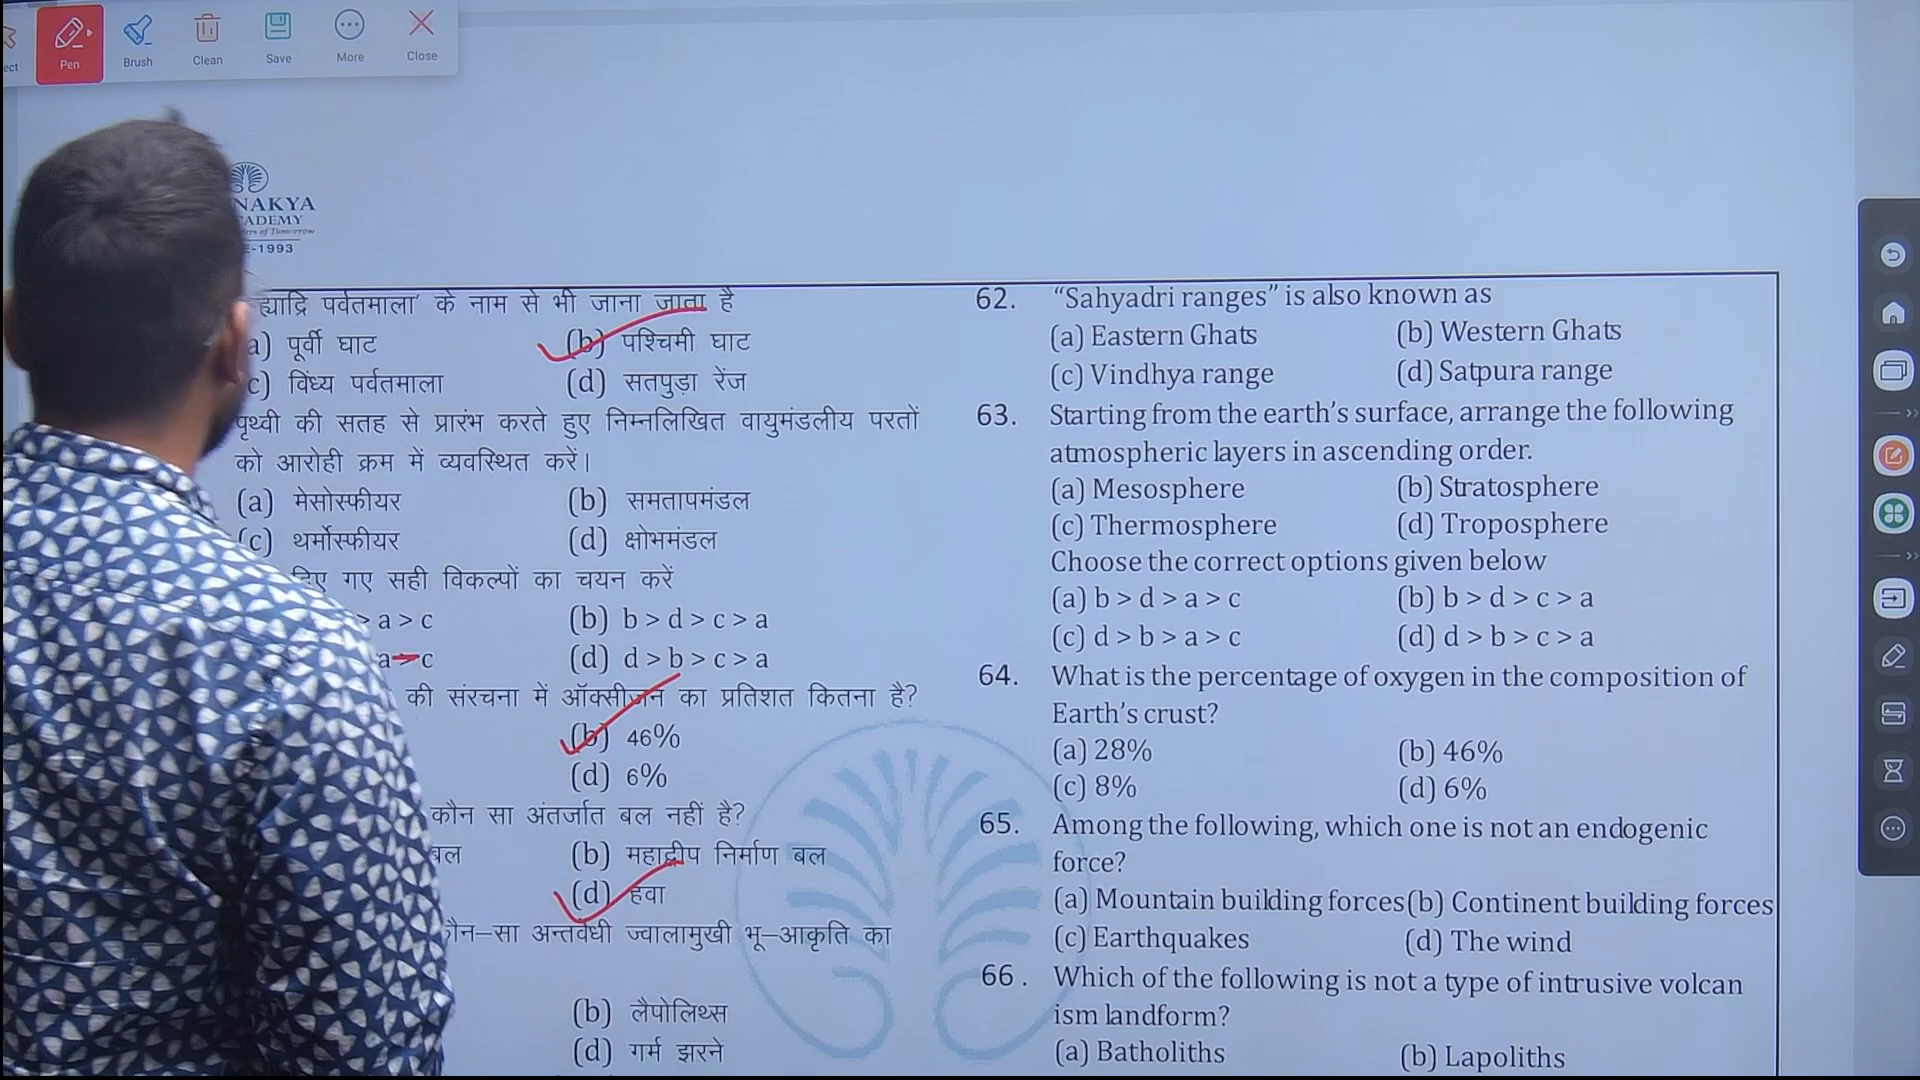 Pen
Brush
Clean
Save
More
Close
NAKYA
ADEMY
of Tomorrow
E-1993
ह्याद्रि पर्वतमाला’ के नाम से भी जाना जाता है
a) पूर्वी घाट (b) पश्चिमी घाट
c) विंध्य पर्वतमाला (d) सतपुड़ा रेंज
पृथ्वी की सतह से प्रारंभ करते हुए निम्नलिखित वायुमंडलीय परतों
को आरोही क्रम में व्यवस्थित करें।
(a) मेसोस्फीयर (b) समतापमंडल
(c) थर्मोस्फीयर (d) क्षोभमंडल
दिए गए सही विकल्पों का चयन करें
> a > c (b) b > d > c > a
a > c (d) d > b > c > a
की संरचना में ऑक्सीजन का प्रतिशत कितना है?
(b) 46%
(d) 6%
कौन सा अंतर्जात बल नहीं है?
बल (b) महाद्वीप निर्माण बल
(d) हवा
कौन–सा अन्तर्वेधी ज्वालामुखी भू–आकृति का
(b) लैपोलिथ्स
(d) गर्म झरने
62. “Sahyadri ranges” is also known as
(a) Eastern Ghats (b) Western Ghats
(c) Vindhya range (d) Satpura range
63. Starting from the earth’s surface, arrange the following
atmospheric layers in ascending order.
(a) Mesosphere (b) Stratosphere
(c) Thermosphere (d) Troposphere
Choose the correct options given below
(a) b > d > a > c (b) b > d > c > a
(c) d > b > a > c (d) d > b > c > a
64. What is the percentage of oxygen in the composition of
Earth’s crust?
(a) 28% (b) 46%
(c) 8% (d) 6%
65. Among the following, which one is not an endogenic
force?
(a) Mountain building forces (b) Continent building forces
(c) Earthquakes (d) The wind
66 . Which of the following is not a type of intrusive volcan
ism landform?
(a) Batholiths (b) Lapoliths